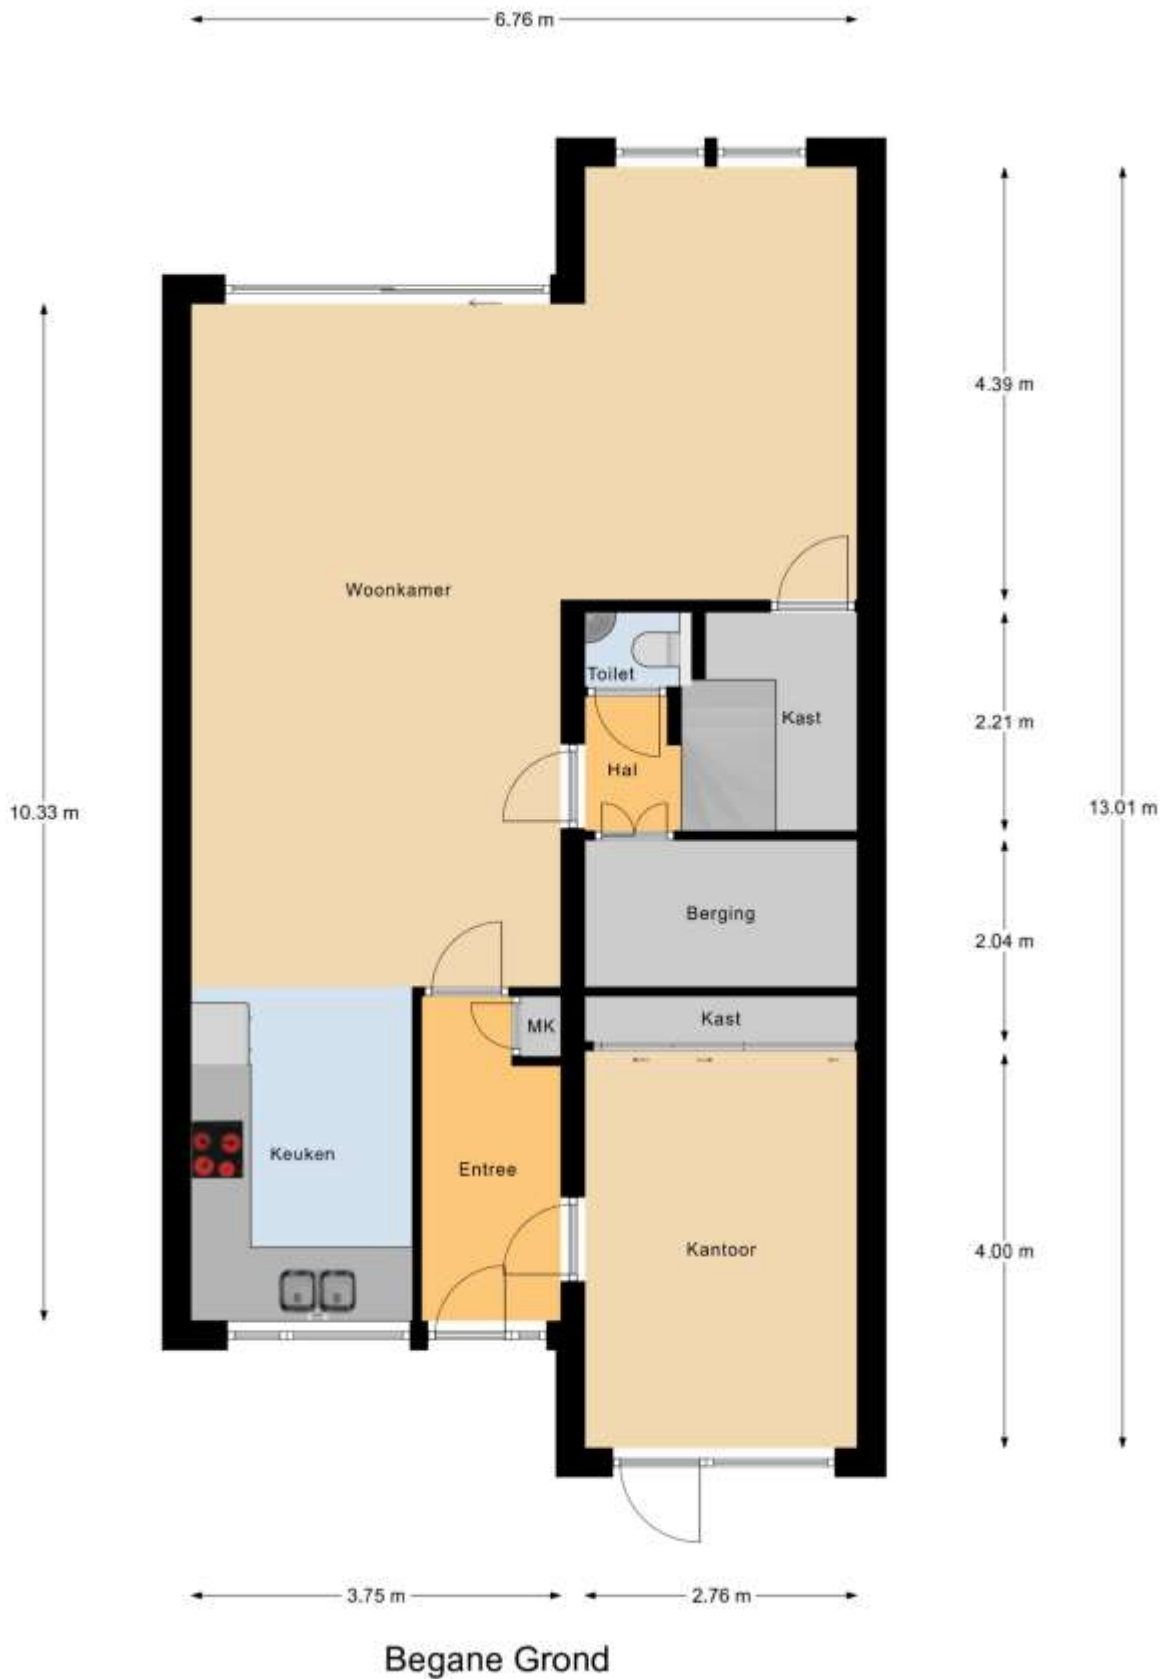 6.76 m
4.39 m
Woonkamer
Toilet
Kast
2.21 m
Hal
10.33 m
13.01 m
Berging
2.04 m
MK
Kast
Keuken
Entree
Kantoor
4.00 m
3.75 m
2.76 m
Begane Grond